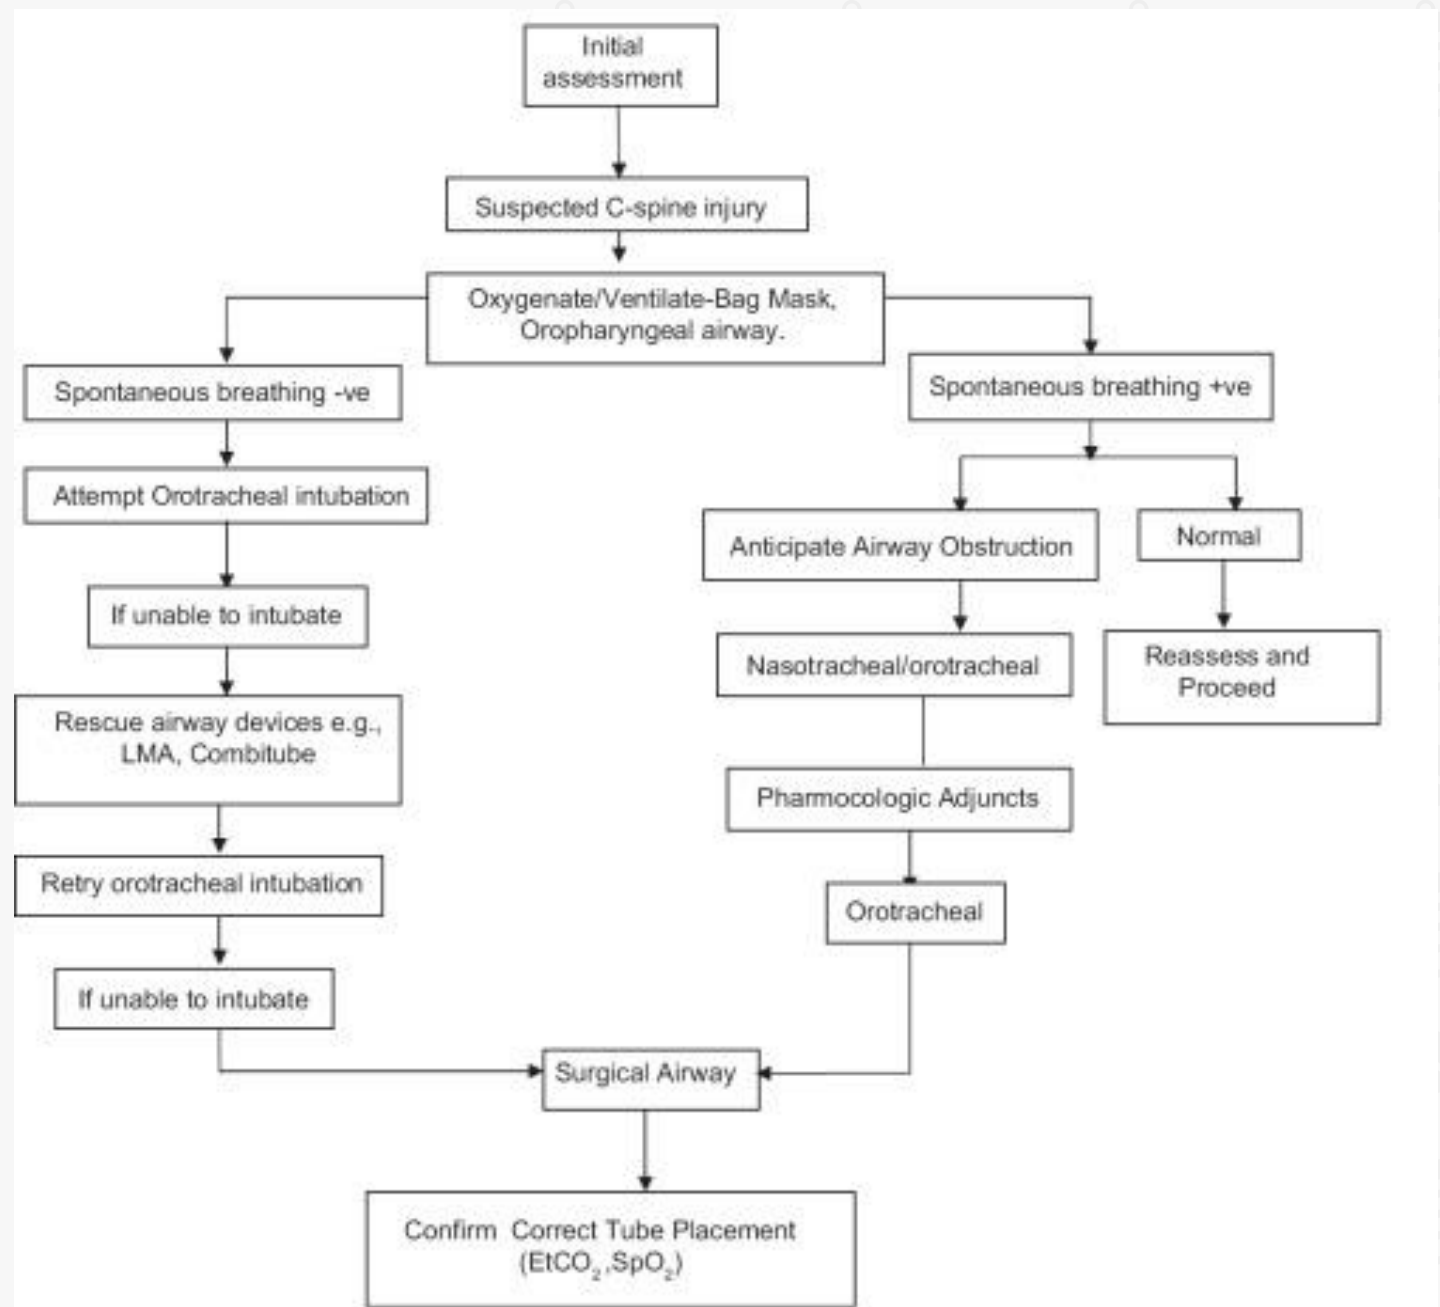 Initial
assessment
Suspected C-spine injury
Oxygenate/Ventilate-Bag Mask,
Oropharyngeal airway.
Spontaneous breathing -ve
Spontaneous breathing +ve
Attempt Orotracheal intubation
Anticipate Airway Obstruction
Normal
If unable to intubate
Nasotracheal/orotracheal
Reassess and
Proceed
Rescue airway devices e.g.,
LMA, Combitube
Pharmocologic Adjuncts
Retry orotracheal intubation
Orotracheal
If unable to intubate
Surgical Airway
Confirm Correct Tube Placement
(EtCO₂,SpO₂)